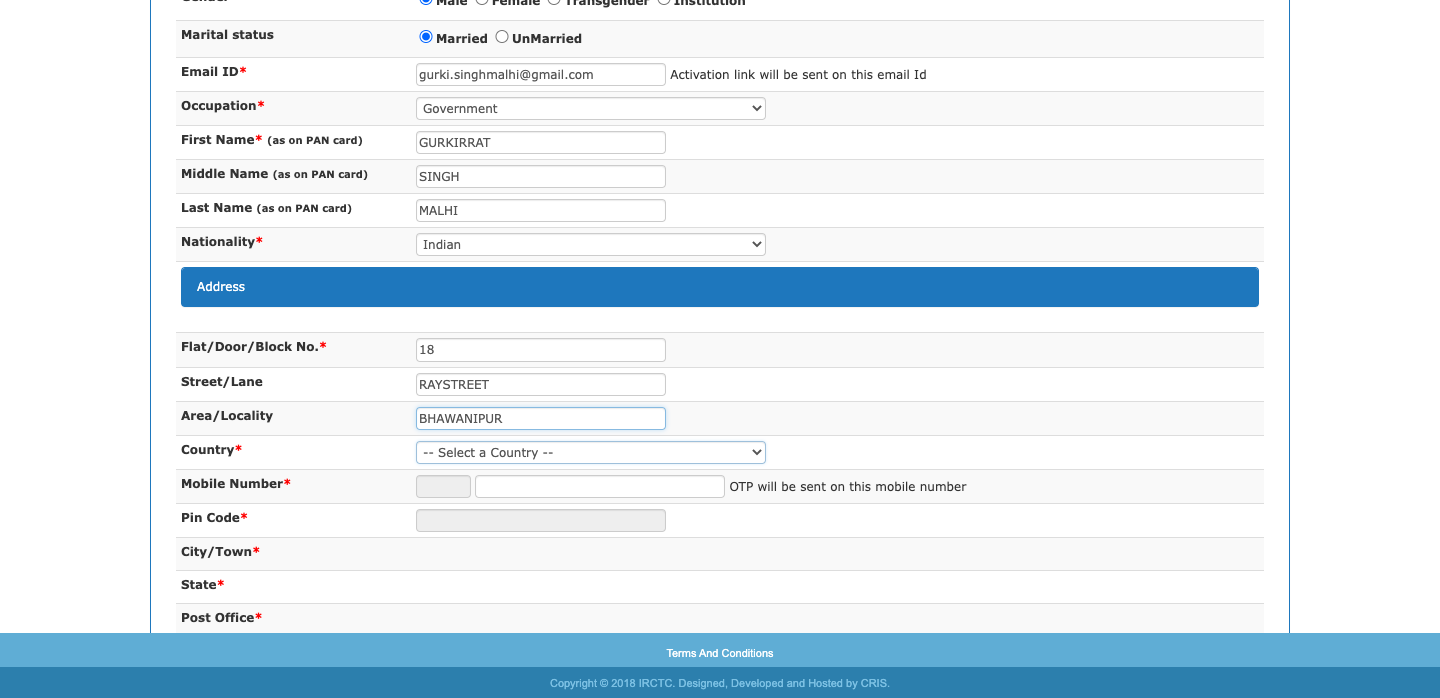 Gender Male Female Transgender Institution
Marital status Married UnMarried
Email ID* gurki.singhmalhi@gmail.com Activation link will be sent on this email Id
Occupation* Government
First Name* (as on PAN card) GURKIRRAT
Middle Name (as on PAN card) SINGH
Last Name (as on PAN card) MALHI
Nationality* Indian
Address
Flat/Door/Block No.* 18
Street/Lane RAYSTREET
Area/Locality BHAWANIPUR
Country* -- Select a Country --
Mobile Number* OTP will be sent on this mobile number
Pin Code*
City/Town*
State*
Post Office*
Terms And Conditions
Copyright © 2018 IRCTC. Designed, Developed and Hosted by CRIS.